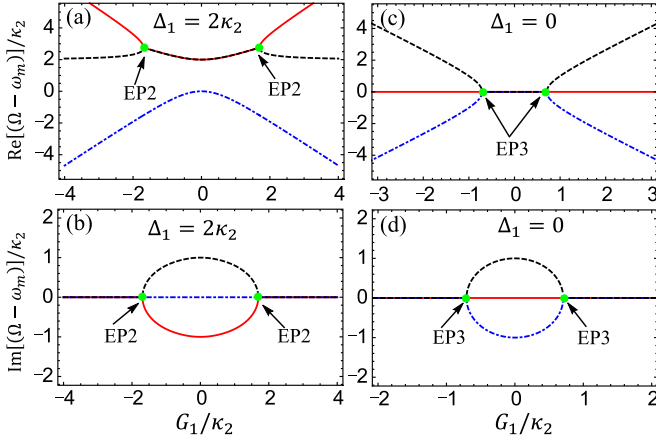 (a) Δ₁ = 2κ₂
Re[(Ω − ωₘ)]/κ₂
4
2
0
−2
−4
EP2
EP2
−4 −2 0 2 4
(c) Δ₁ = 0
4
2
0
−2
−4
EP3
−3 −2 −1 0 1 2 3
(b) Δ₁ = 2κ₂
Im[(Ω − ωₘ)]/κ₂
2
1
0
−1
−2
EP2
EP2
−4 −2 0 2 4
G₁/κ₂
(d) Δ₁ = 0
2
1
0
−1
−2
EP3
EP3
−2 −1 0 1 2
G₁/κ₂